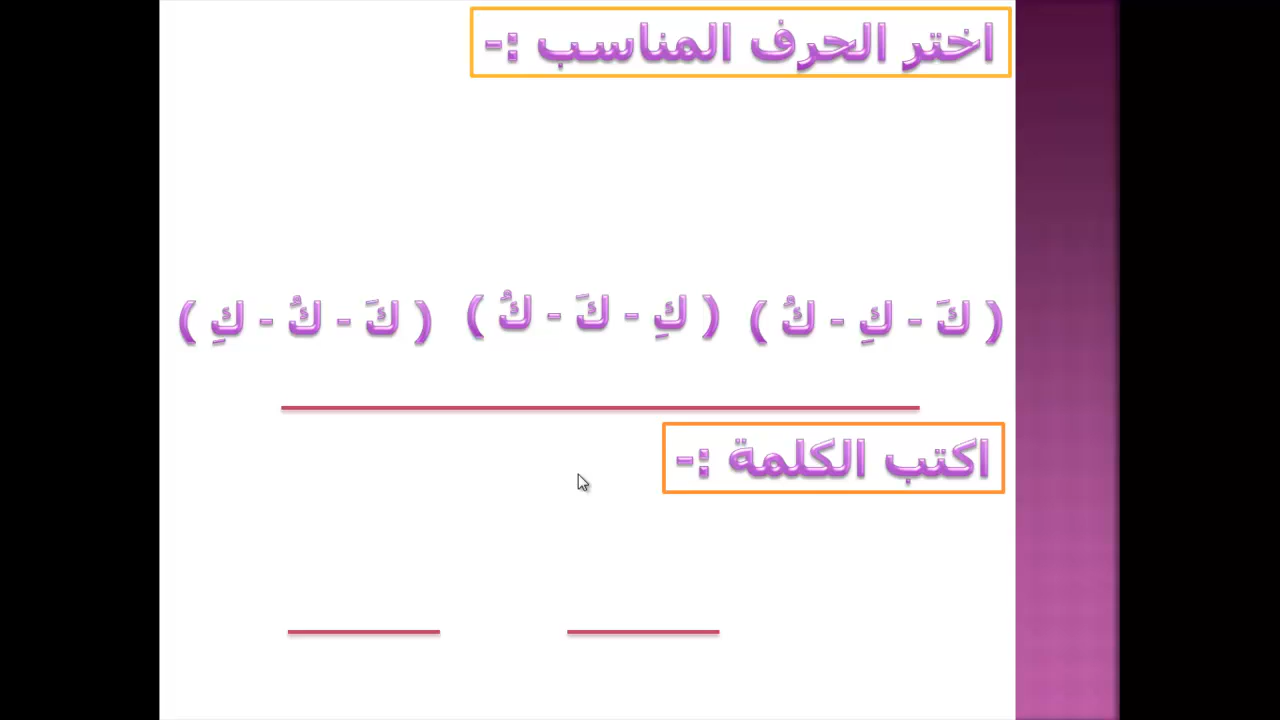 اختر الحرف المناسب :-
( كَ - كِ - كُ ) ( كِ - كَ - كُ ) ( كَ - كُ - كِ )
اكتب الكلمة :-